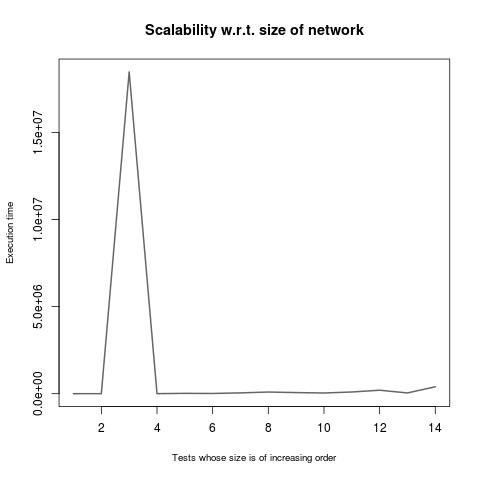 Scalability w.r.t. size of network
Execution time
1.5e+07
1.0e+07
5.0e+06
0.0e+00
2 4 6 8 10 12 14
Tests whose size is of increasing order